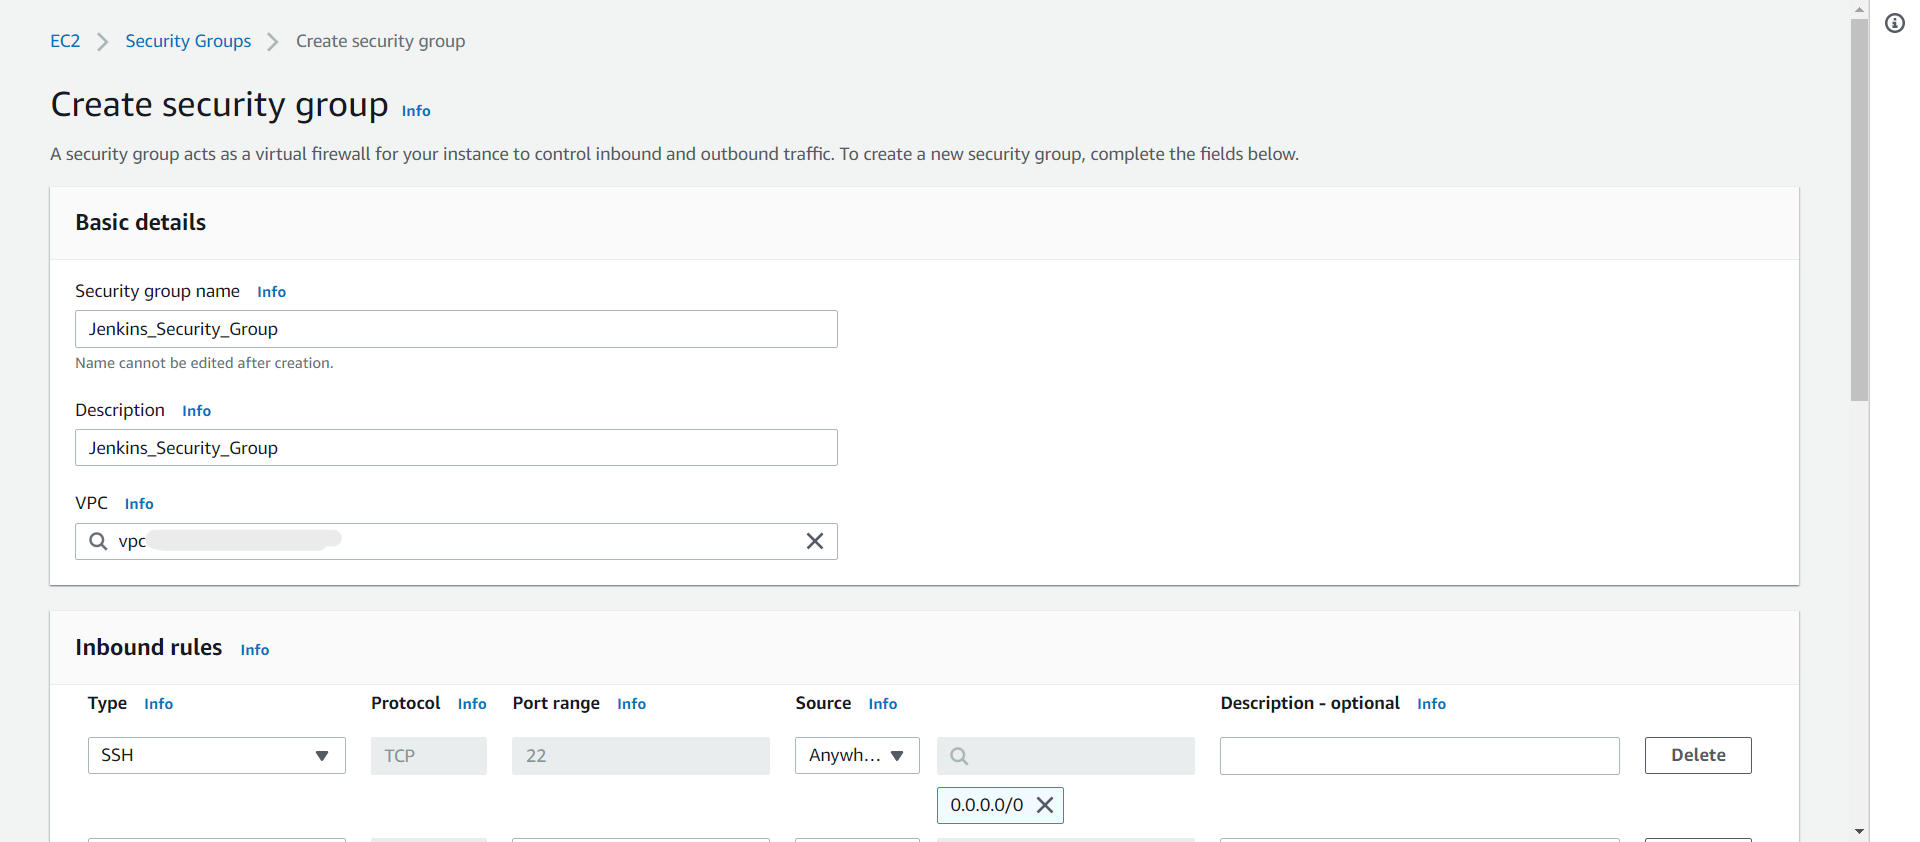 EC2 > Security Groups > Create security group
Create security group Info
A security group acts as a virtual firewall for your instance to control inbound and outbound traffic. To create a new security group, complete the fields below.
Basic details
Security group name Info
Jenkins_Security_Group
Name cannot be edited after creation.
Description Info
Jenkins_Security_Group
VPC Info
vpc
Inbound rules Info
Type Info Protocol Info Port range Info Source Info Description - optional Info
SSH TCP 22 Anywh... Delete
0.0.0.0/0